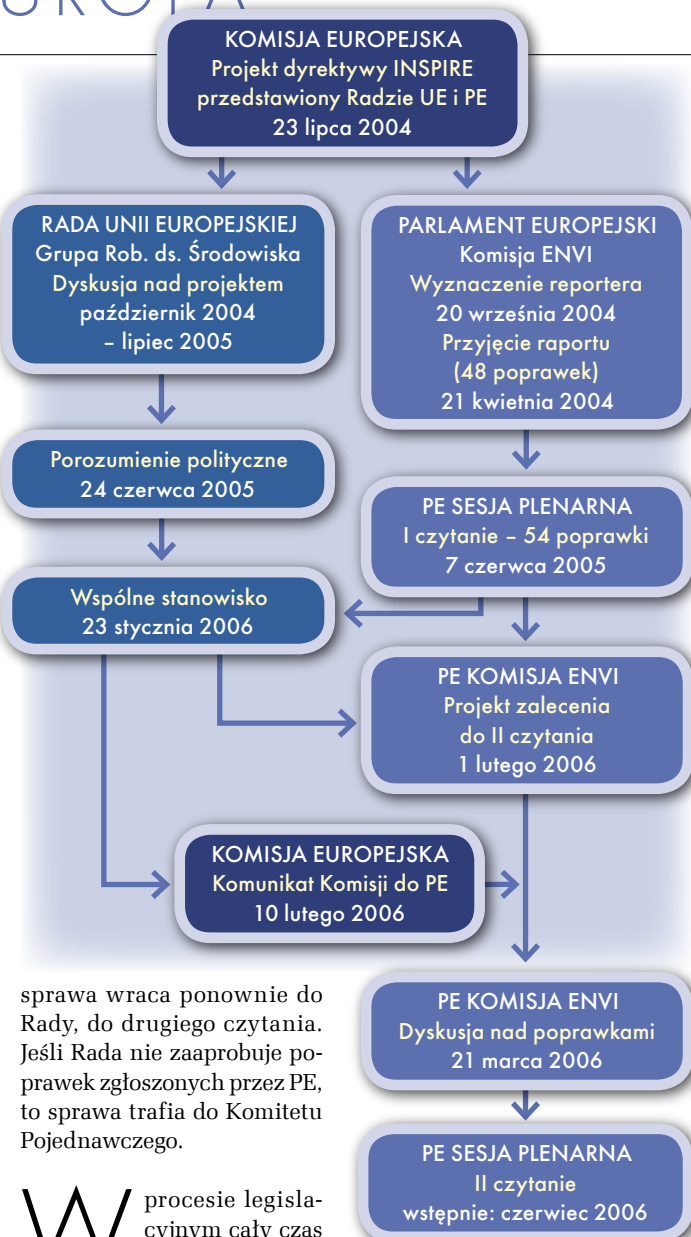 KOMISJA EUROPEJSKA
Projekt dyrektywy INSPIRE
przedstawiony Radzie UE i PE
23 lipca 2004
RADA UNII EUROPEJSKIEJ
Grupa Rob. ds. Środowiska
Dyskusja nad projektem
październik 2004
– lipiec 2005
PARLAMENT EUROPEJSKI
Komisja ENVI
Wyznaczenie reportera
20 września 2004
Przyjęcie raportu
(48 poprawek)
21 kwietnia 2004
Porozumienie polityczne
24 czerwca 2005
PE SESJA PLENARNA
I czytanie – 54 poprawki
7 czerwca 2005
Wspólne stanowisko
23 stycznia 2006
PE KOMISJA ENVI
Projekt zalecenia
do II czytania
1 lutego 2006
KOMISJA EUROPEJSKA
Komunikat Komisji do PE
10 lutego 2006
PE KOMISJA ENVI
Dyskusja nad poprawkami
21 marca 2006
PE SESJA PLENARNA
II czytanie
wstępnie: czerwiec 2006
sprawa wraca ponownie do
Rady, do drugiego czytania.
Jeśli Rada nie zaaprobuje po-
prawek zgłoszonych przez PE,
to sprawa trafia do Komitetu
Pojednawczego.
W procesie legisla-
cyjnym cały czas